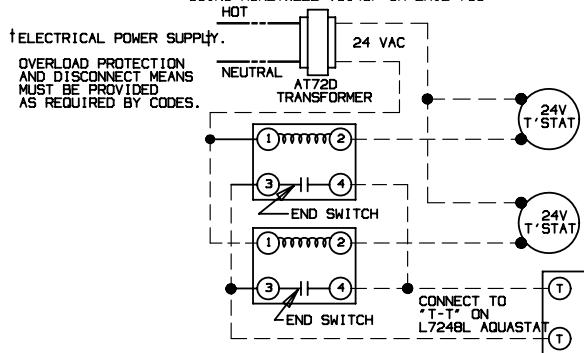 HOT
†ELECTRICAL POWER SUPPLY.
24 VAC
OVERLOAD PROTECTION
AND DISCONNECT MEANS
MUST BE PROVIDED
AS REQUIRED BY CODES.
NEUTRAL
AT72D
TRANSFORMER
24V
T'STAT
1 2
3 4
END SWITCH
24V
T'STAT
1 2
3 4
END SWITCH
CONNECT TO
"T-T" ON
L7248L AQUASTAT
T
T